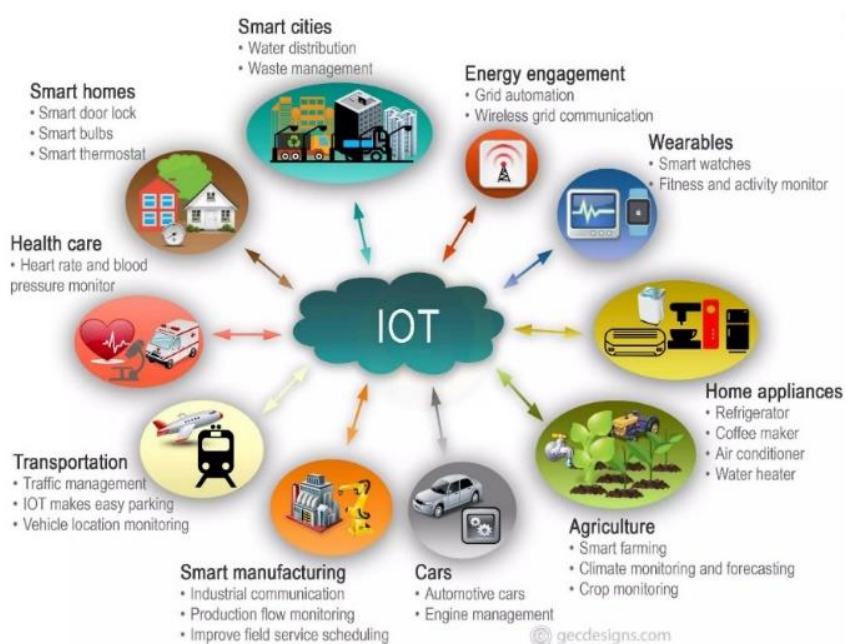 Smart cities
• Water distribution
• Waste management
Energy engagement
• Grid automation
• Wireless grid communication
Smart homes
• Smart door lock
• Smart bulbs
• Smart thermostat
Wearables
• Smart watches
• Fitness and activity monitor
Health care
• Heart rate and blood
pressure monitor
IOT
Home appliances
• Refrigerator
• Coffee maker
• Air conditioner
• Water heater
Transportation
• Traffic management
• IOT makes easy parking
• Vehicle location monitoring
Agriculture
• Smart farming
• Climate monitoring and forecasting
• Crop monitoring
Smart manufacturing
• Industrial communication
• Production flow monitoring
• Improve field service scheduling
Cars
• Automotive cars
• Engine management
© gecdesigns.com